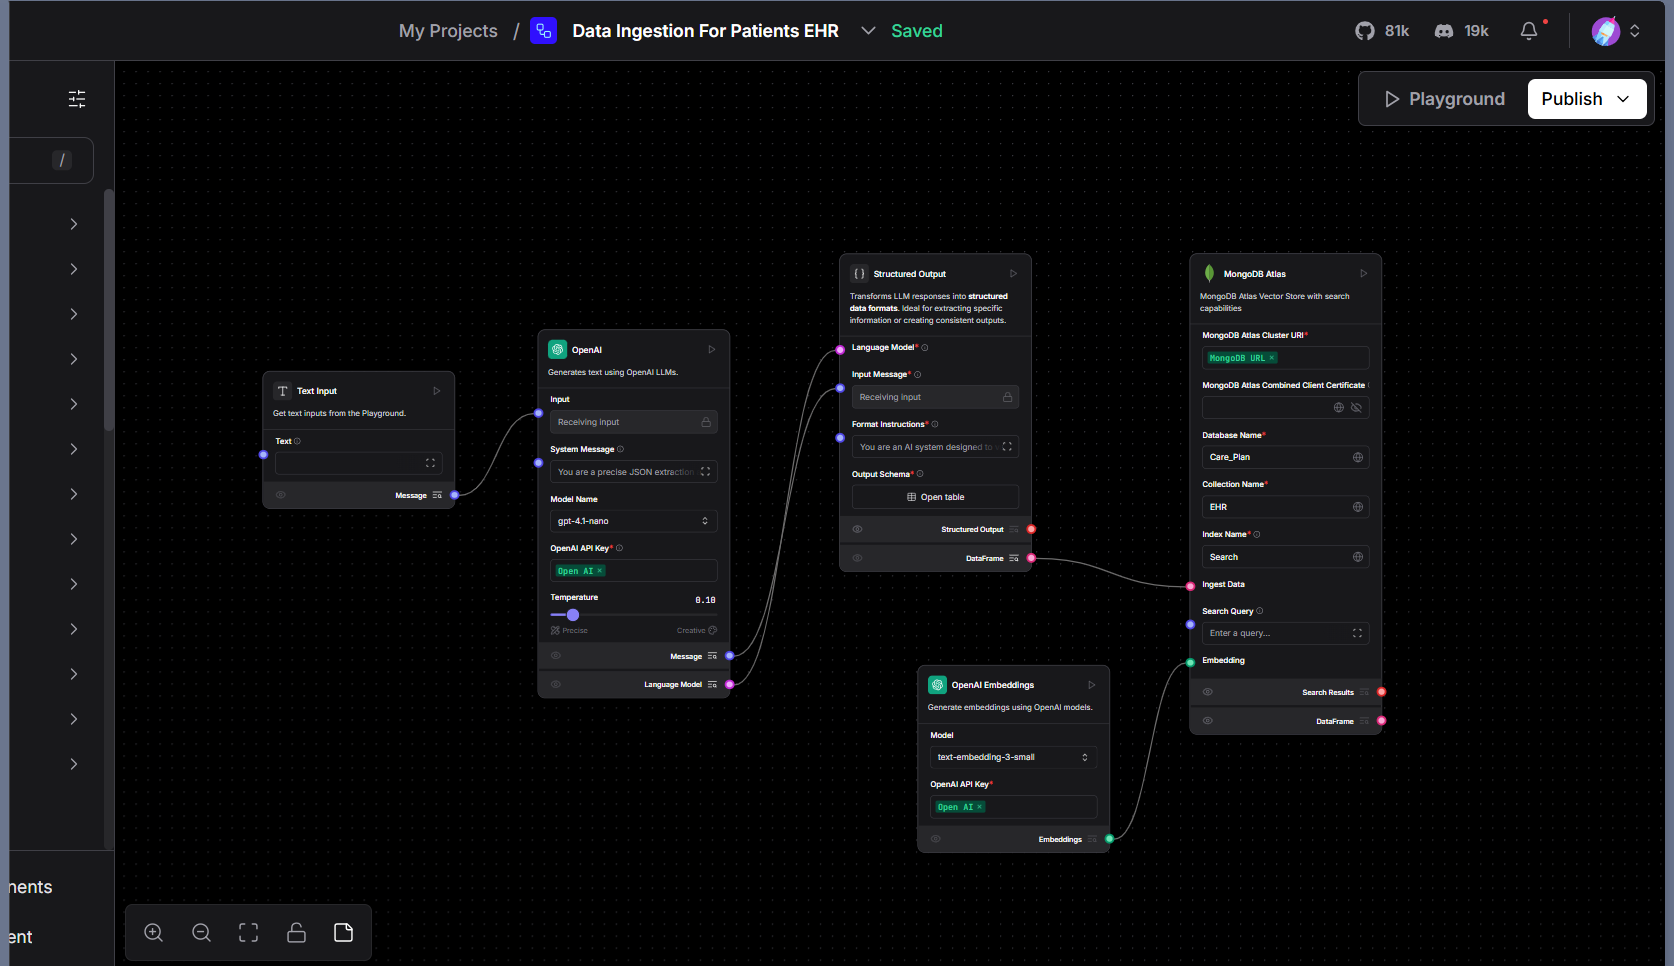 My Projects / Data Ingestion For Patients EHR Saved
81k
19k
/
Playground
Publish
Text Input
Get text inputs from the Playground.
Text
Message
OpenAI
Generates text using OpenAI LLMs.
Input
Receiving input
System Message
You are a precise JSON extraction
Model Name
gpt-4.1-nano
OpenAI API Key*
Open AI ×
Temperature 0.10
Precise Creative
Message
Language Model
Structured Output
Transforms LLM responses into structured
data formats. Ideal for extracting specific
information or creating consistent outputs.
Language Model*
Input Message*
Receiving input
Format Instructions*
You are an AI system designed to
Output Schema*
Open table
Structured Output
DataFrame
OpenAI Embeddings
Generate embeddings using OpenAI models.
Model
text-embedding-3-small
OpenAI API Key*
Open AI ×
Embeddings
MongoDB Atlas
MongoDB Atlas Vector Store with search
capabilities
MongoDB Atlas Cluster URI*
MongoDB URL ×
MongoDB Atlas Combined Client Certificate
Database Name*
Care_Plan
Collection Name*
EHR
Index Name*
Search
Ingest Data
Search Query
Enter a query...
Embedding
Search Results
DataFrame
nents
ent